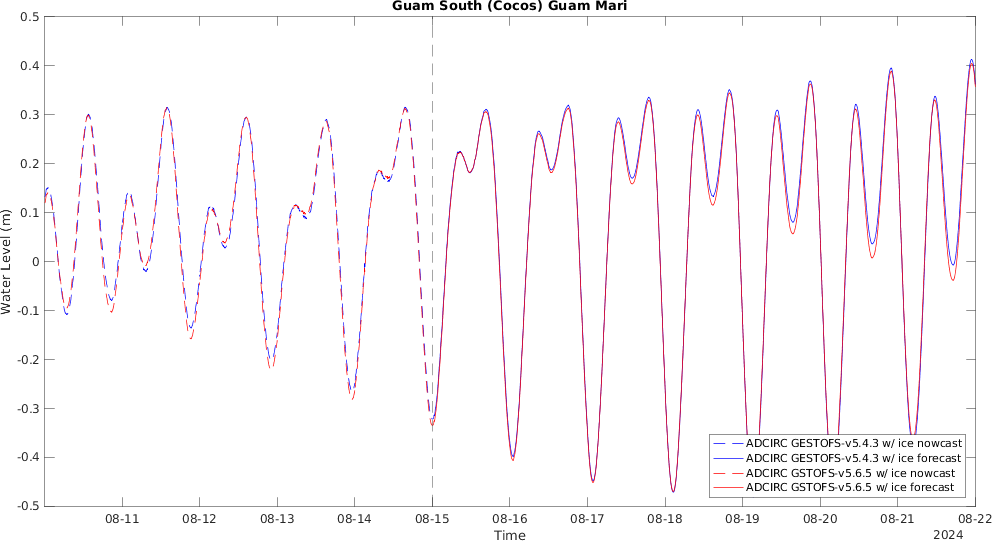 Guam South (Cocos) Guam Mari
0.5
0.4
0.3
0.2
0.1
0
-0.1
-0.2
-0.3
-0.4
-0.5
Water Level (m)
ADCIRC GESTOFS-v5.4.3 w/ ice nowcast
ADCIRC GESTOFS-v5.4.3 w/ ice forecast
ADCIRC GSTOFS-v5.6.5 w/ ice nowcast
ADCIRC GSTOFS-v5.6.5 w/ ice forecast
08-11 08-12 08-13 08-14 08-15 08-16 08-17 08-18 08-19 08-20 08-21 08-22
Time
2024